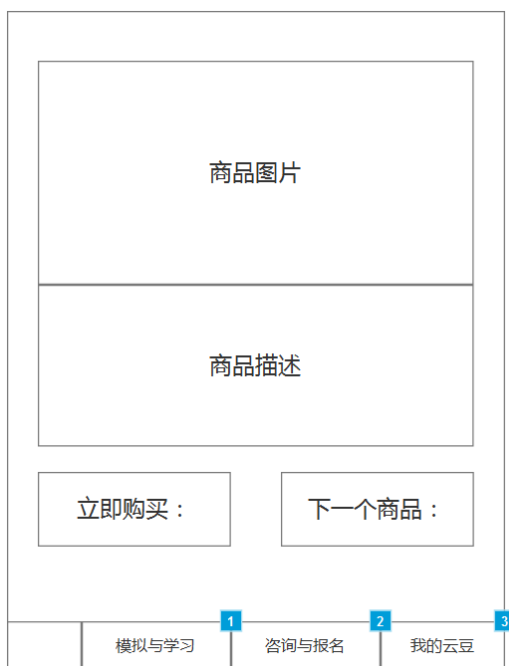 商品图片
商品描述
立即购买：
下一个商品：
1
2
3
模拟与学习
咨询与报名
我的云豆